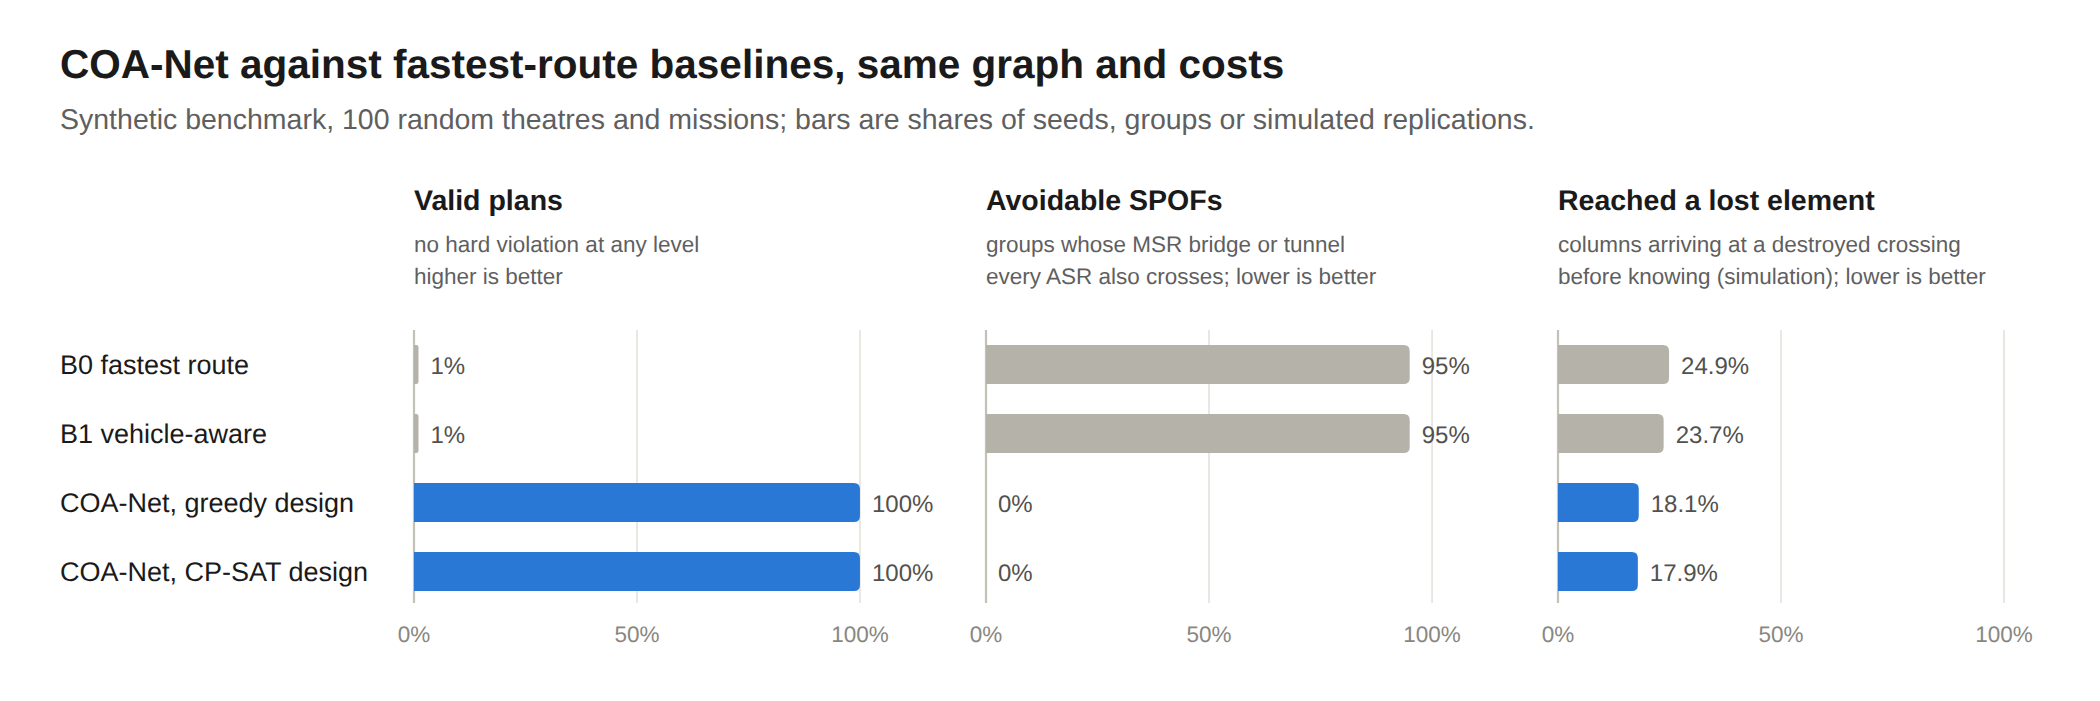 COA-Net against fastest-route baselines, same graph and costs
Synthetic benchmark, 100 random theatres and missions; bars are shares of seeds, groups or simulated replications.
Valid plans
no hard violation at any level
higher is better
Avoidable SPOFs
groups whose MSR bridge or tunnel
every ASR also crosses; lower is better
Reached a lost element
columns arriving at a destroyed crossing
before knowing (simulation); lower is better
B0 fastest route 1% 95% 24.9%
B1 vehicle-aware 1% 95% 23.7%
COA-Net, greedy design 100% 0% 18.1%
COA-Net, CP-SAT design 100% 0% 17.9%
0% 50% 100% 0% 50% 100% 0% 50% 100%